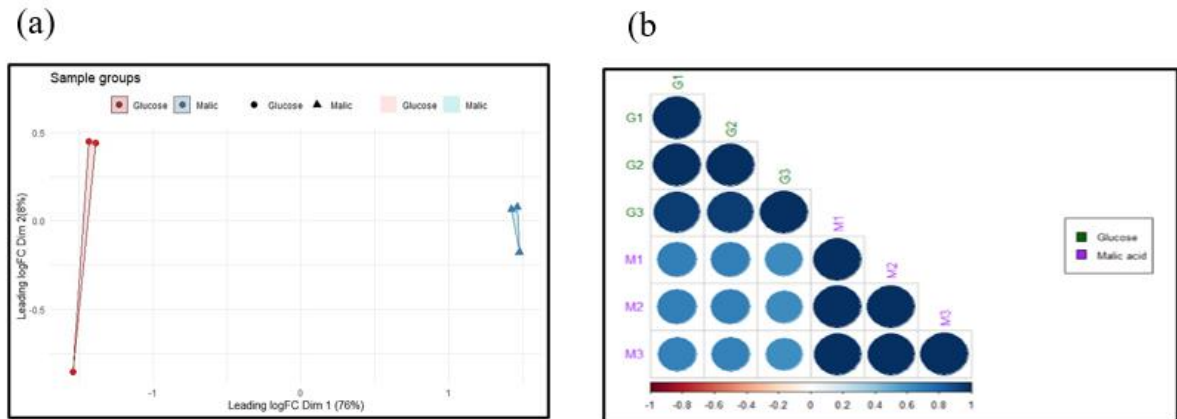 (a)
(b)
Sample groups
Glucose Malic Glucose Malic Glucose Malic
0.5
0.0
-0.5
Leading logFC Dim 2(8%)
-1 0 1
Leading logFC Dim 1 (76%)
G1
G2
G3
M1
M2
M3
G1
G2
G3
M1
M2
M3
Glucose
Malic acid
-1 -0.8 -0.6 -0.4 -0.2 0 0.2 0.4 0.6 0.8 1